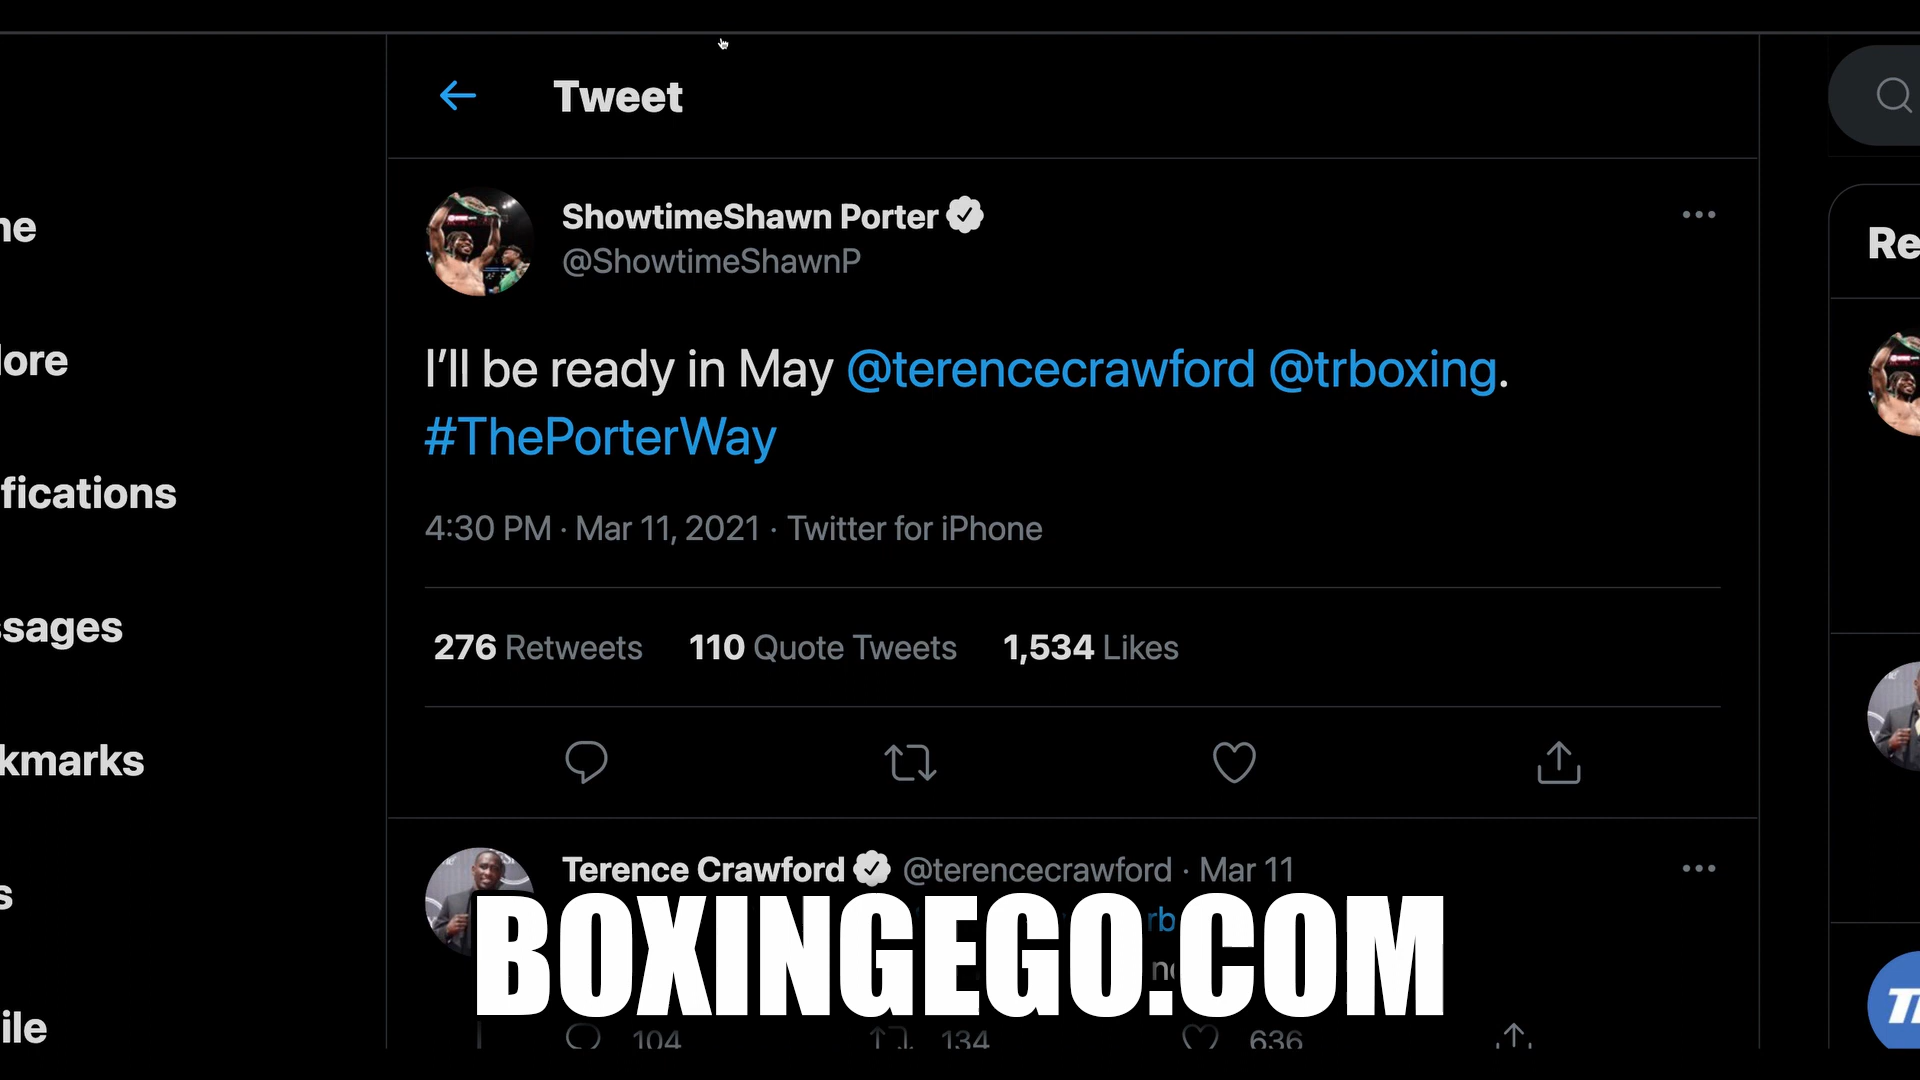 Tweet
ShowtimeShawn Porter
@ShowtimeShawnP
I’ll be ready in May @terencecrawford @trboxing.
#ThePorterWay
4:30 PM · Mar 11, 2021 · Twitter for iPhone
276 Retweets 110 Quote Tweets 1,534 Likes
Terence Crawford @terencecrawford · Mar 11
BOXINGEGO.COM
104 134 636
ne
lore
fications
ssages
kmarks
s
ile
Re